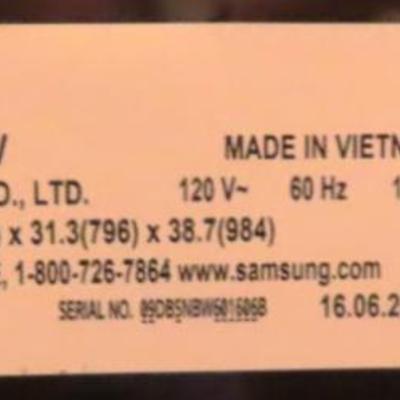 MADE IN VIETN
O., LTD. 120 V~ 60 Hz 1
x 31.3(796) x 38.7(984)
, 1-800-726-7864 www.samsung.com
SERIAL NO. 16.06.2